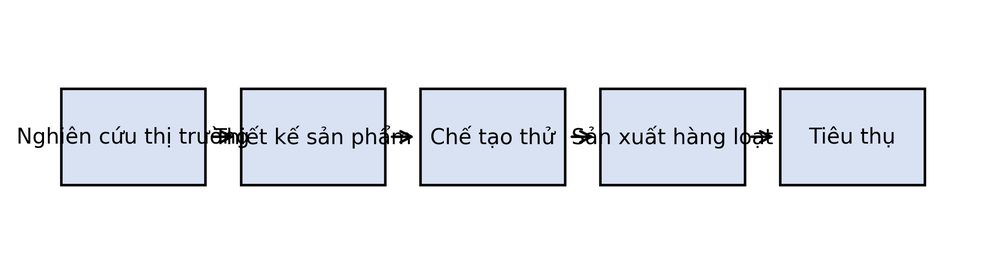 Nghiên cứu thị trường
Thiết kế sản phẩm
Chế tạo thử
Sản xuất hàng loạt
Tiêu thụ